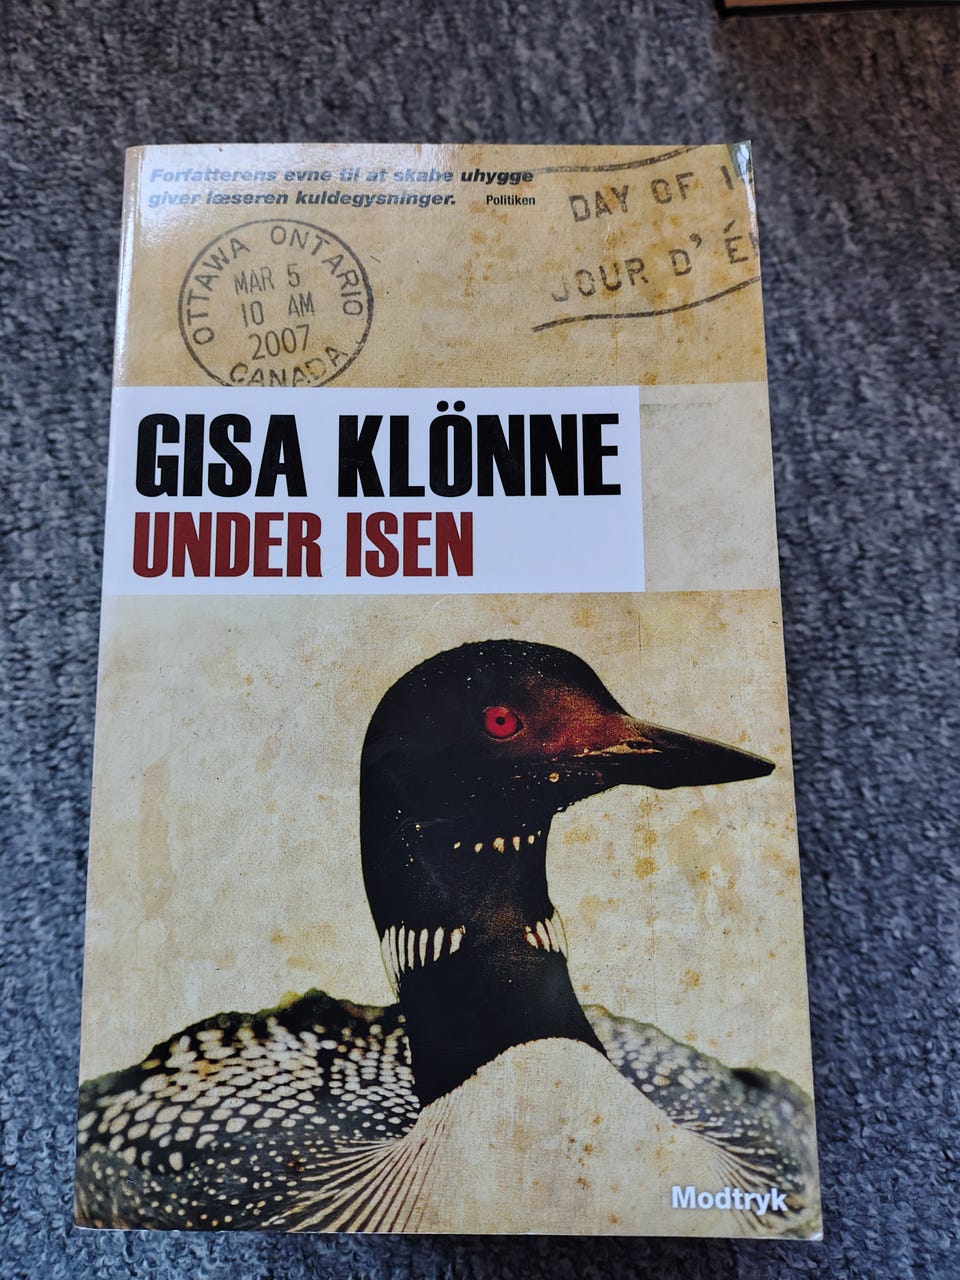 Forfatterens evne til at skabe uhygge
giver læseren kuldegysninger. Politiken
OTTAWA ONTARIO
MAR 5
10 AM
2007
CANADA
DAY OF
JOUR D'
GISA KLÖNNE
UNDER ISEN
Modtryk